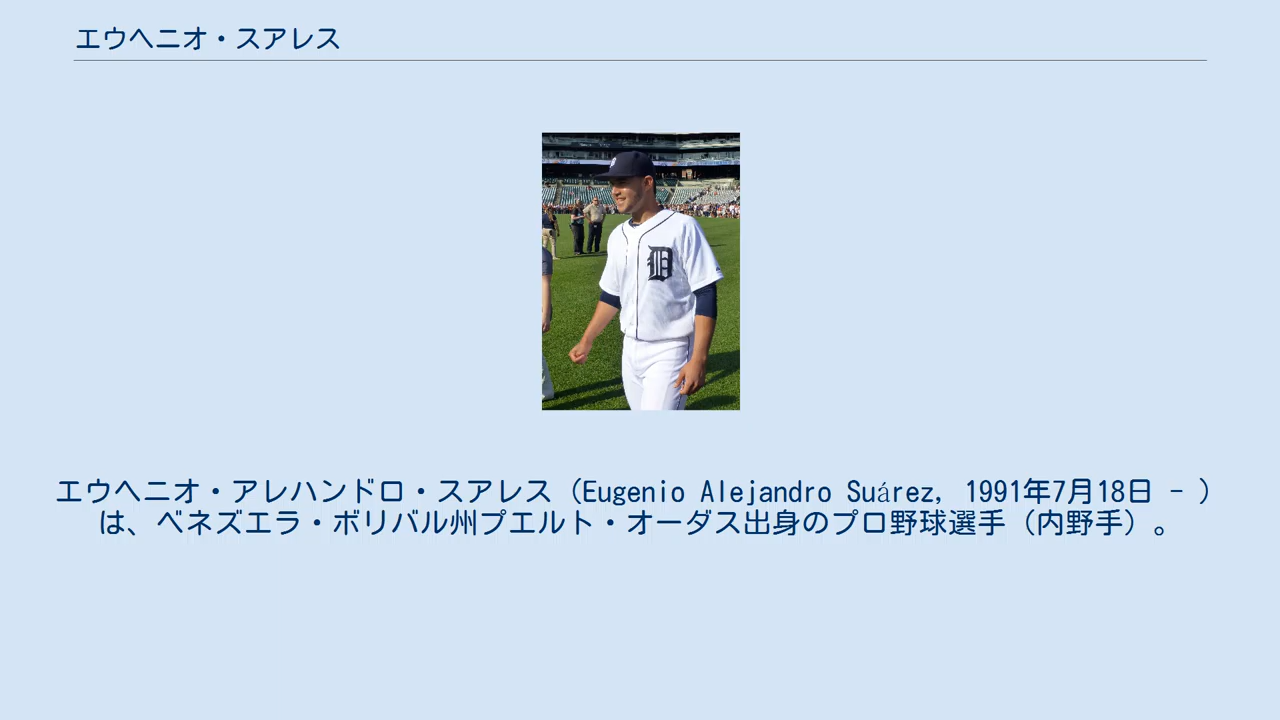 エウヘニオ・スアレス
D
エウヘニオ・アレハンドロ・スアレス（Eugenio Alejandro Suárez, 1991年7月18日 - ）
は、ベネズエラ・ボリバル州プエルト・オーダス出身のプロ野球選手（内野手）。